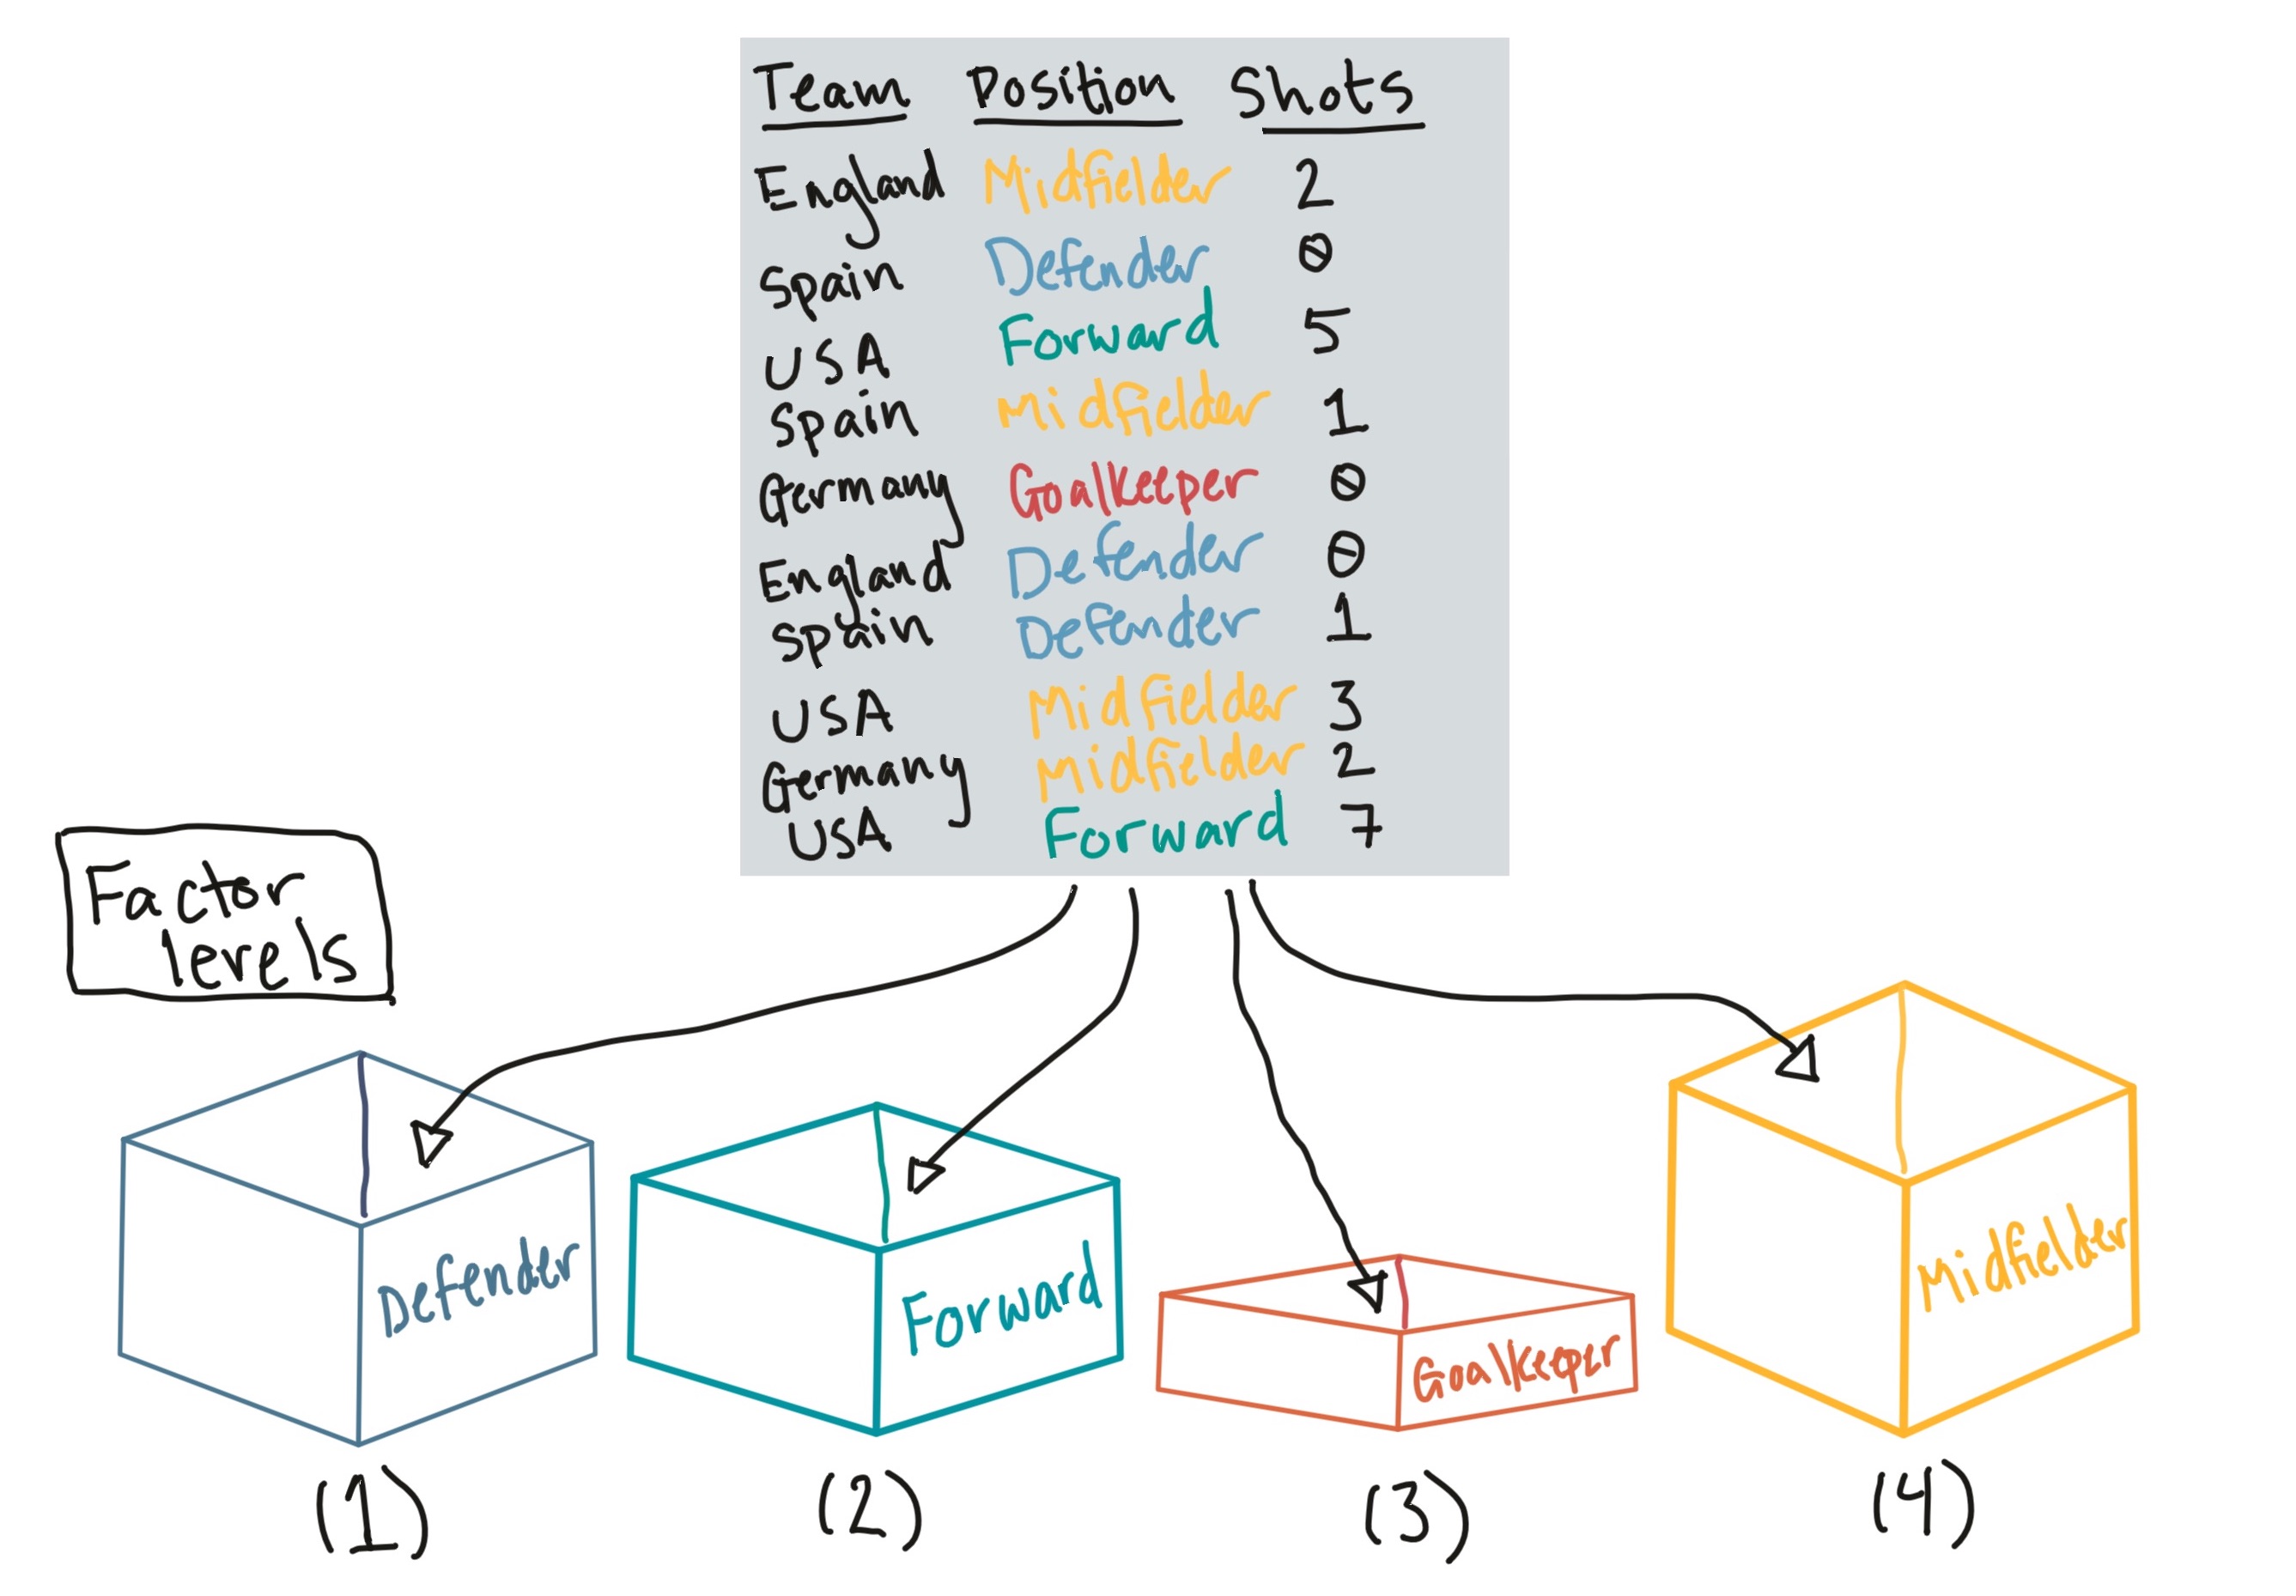 Team Position Shots
England Midfielder 2
Spain Defender 0
USA Forward 5
Spain Midfielder 1
Germany Goalkeeper 0
England Defender 0
Spain Defender 1
USA Midfielder 3
Germany Midfielder 2
USA Forward 7
Factor
levels
Defender
Forward
Goalkeeper
Midfielder
(1) (2) (3) (4)